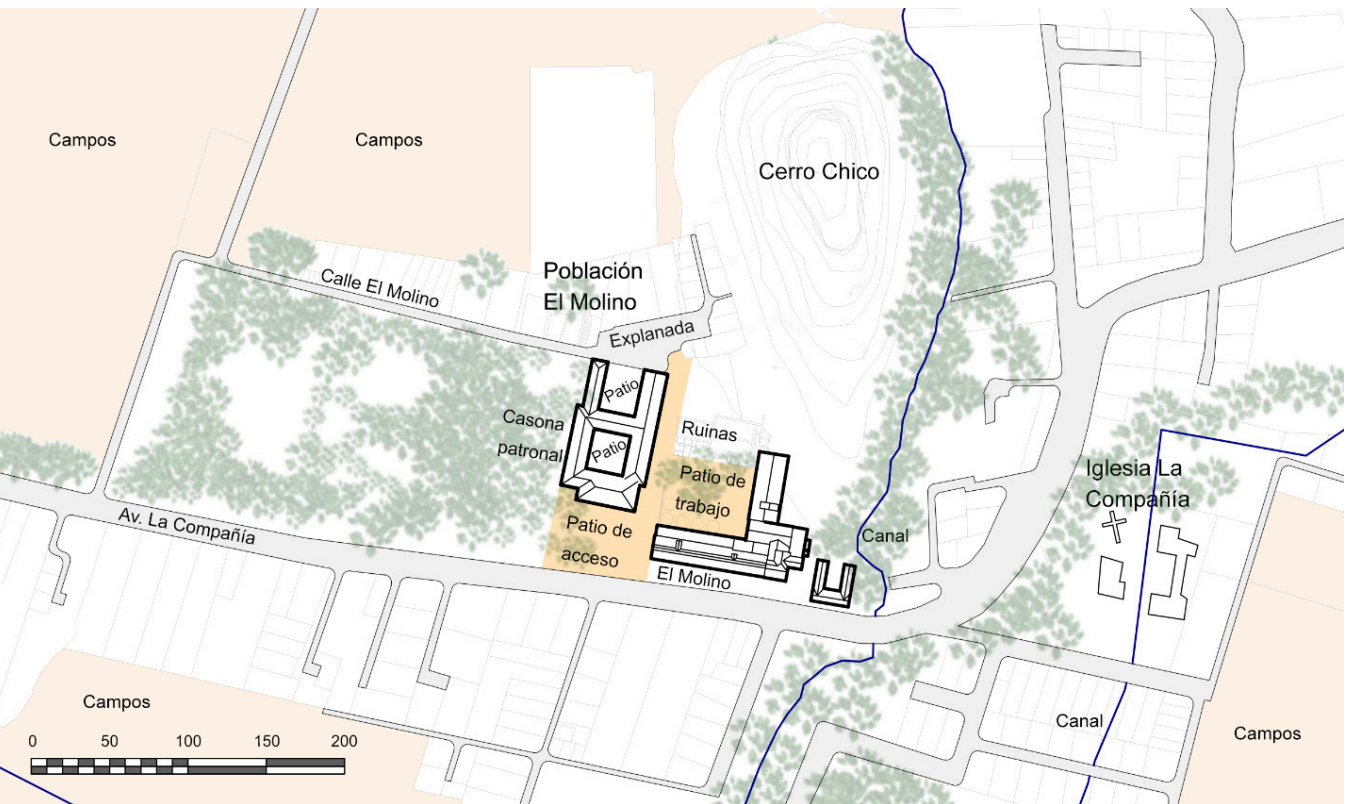 Campos
Campos
Cerro Chico
Población
El Molino
Calle El Molino
Explanada
Patio
Casona
patronal
Patio
Ruinas
Patio de
trabajo
Iglesia La
Compañía
Av. La Compañía
Patio de
acceso
Canal
El Molino
Campos
Canal
Campos
0 50 100 150 200